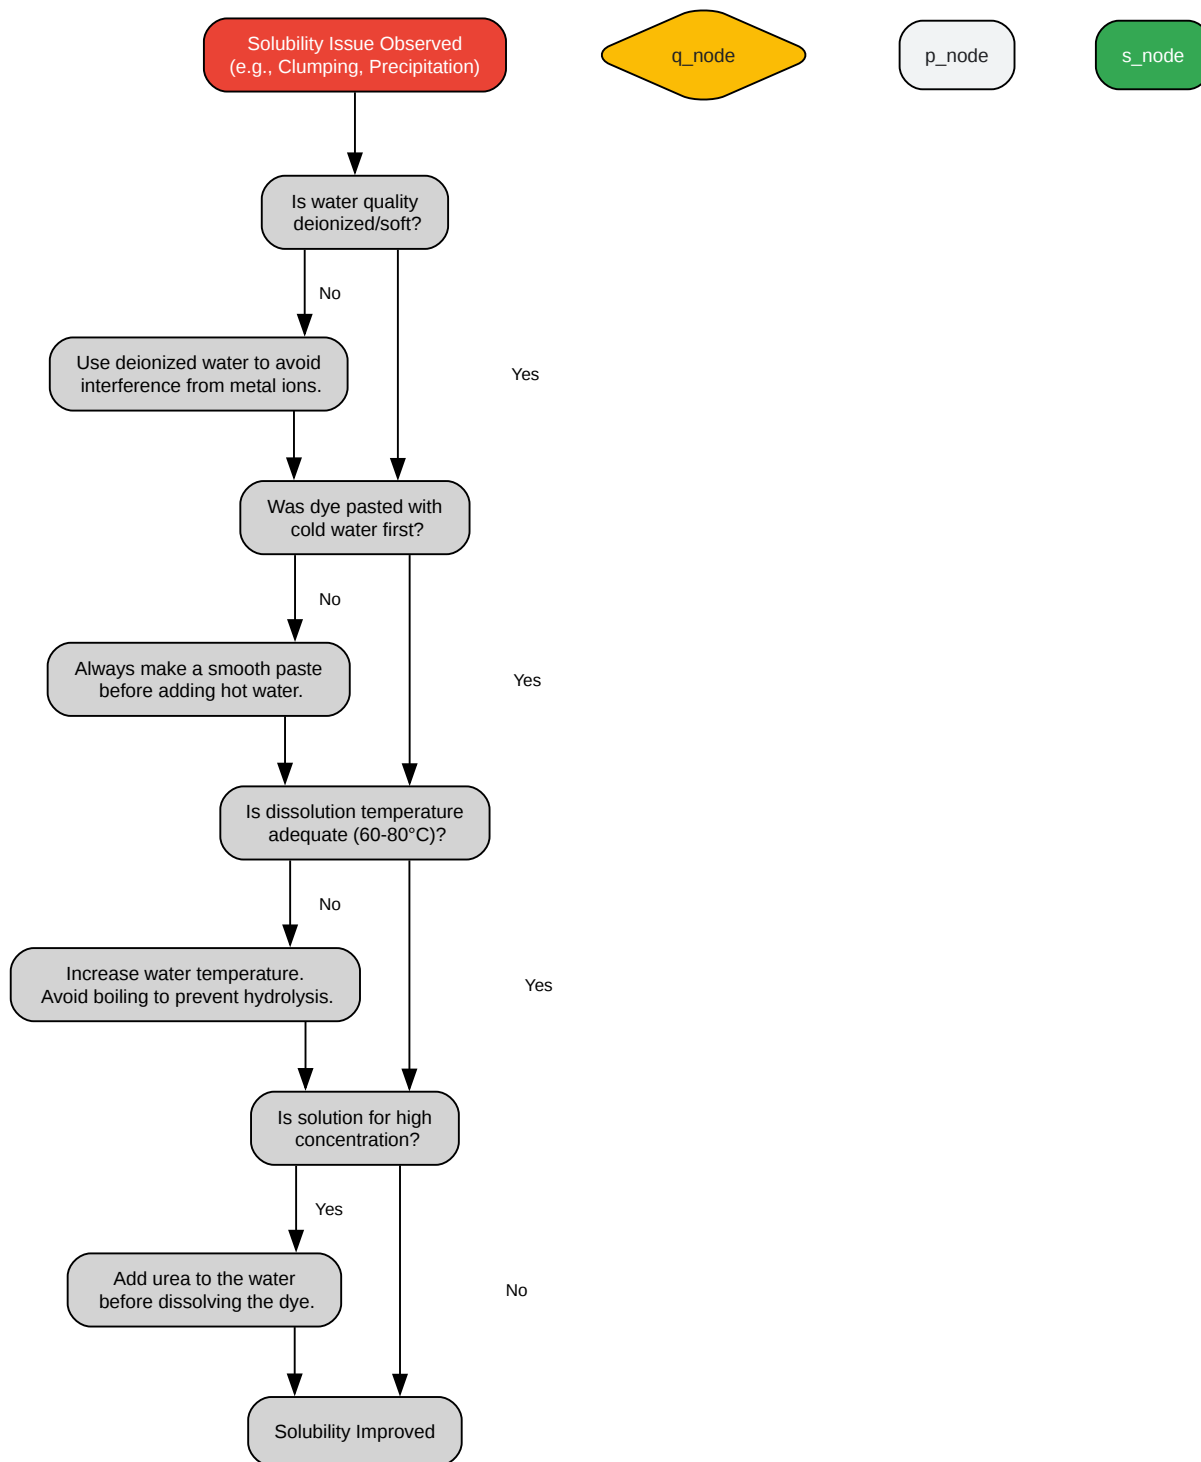 Solubility Issue Observed
(e.g., Clumping, Precipitation)
q_node
p_node
s_node
Is water quality
deionized/soft?
No
Use deionized water to avoid
interference from metal ions.
Yes
Was dye pasted with
cold water first?
No
Always make a smooth paste
before adding hot water.
Yes
Is dissolution temperature
adequate (60-80°C)?
No
Increase water temperature.
Avoid boiling to prevent hydrolysis.
Yes
Is solution for high
concentration?
Yes
Add urea to the water
before dissolving the dye.
No
Solubility Improved